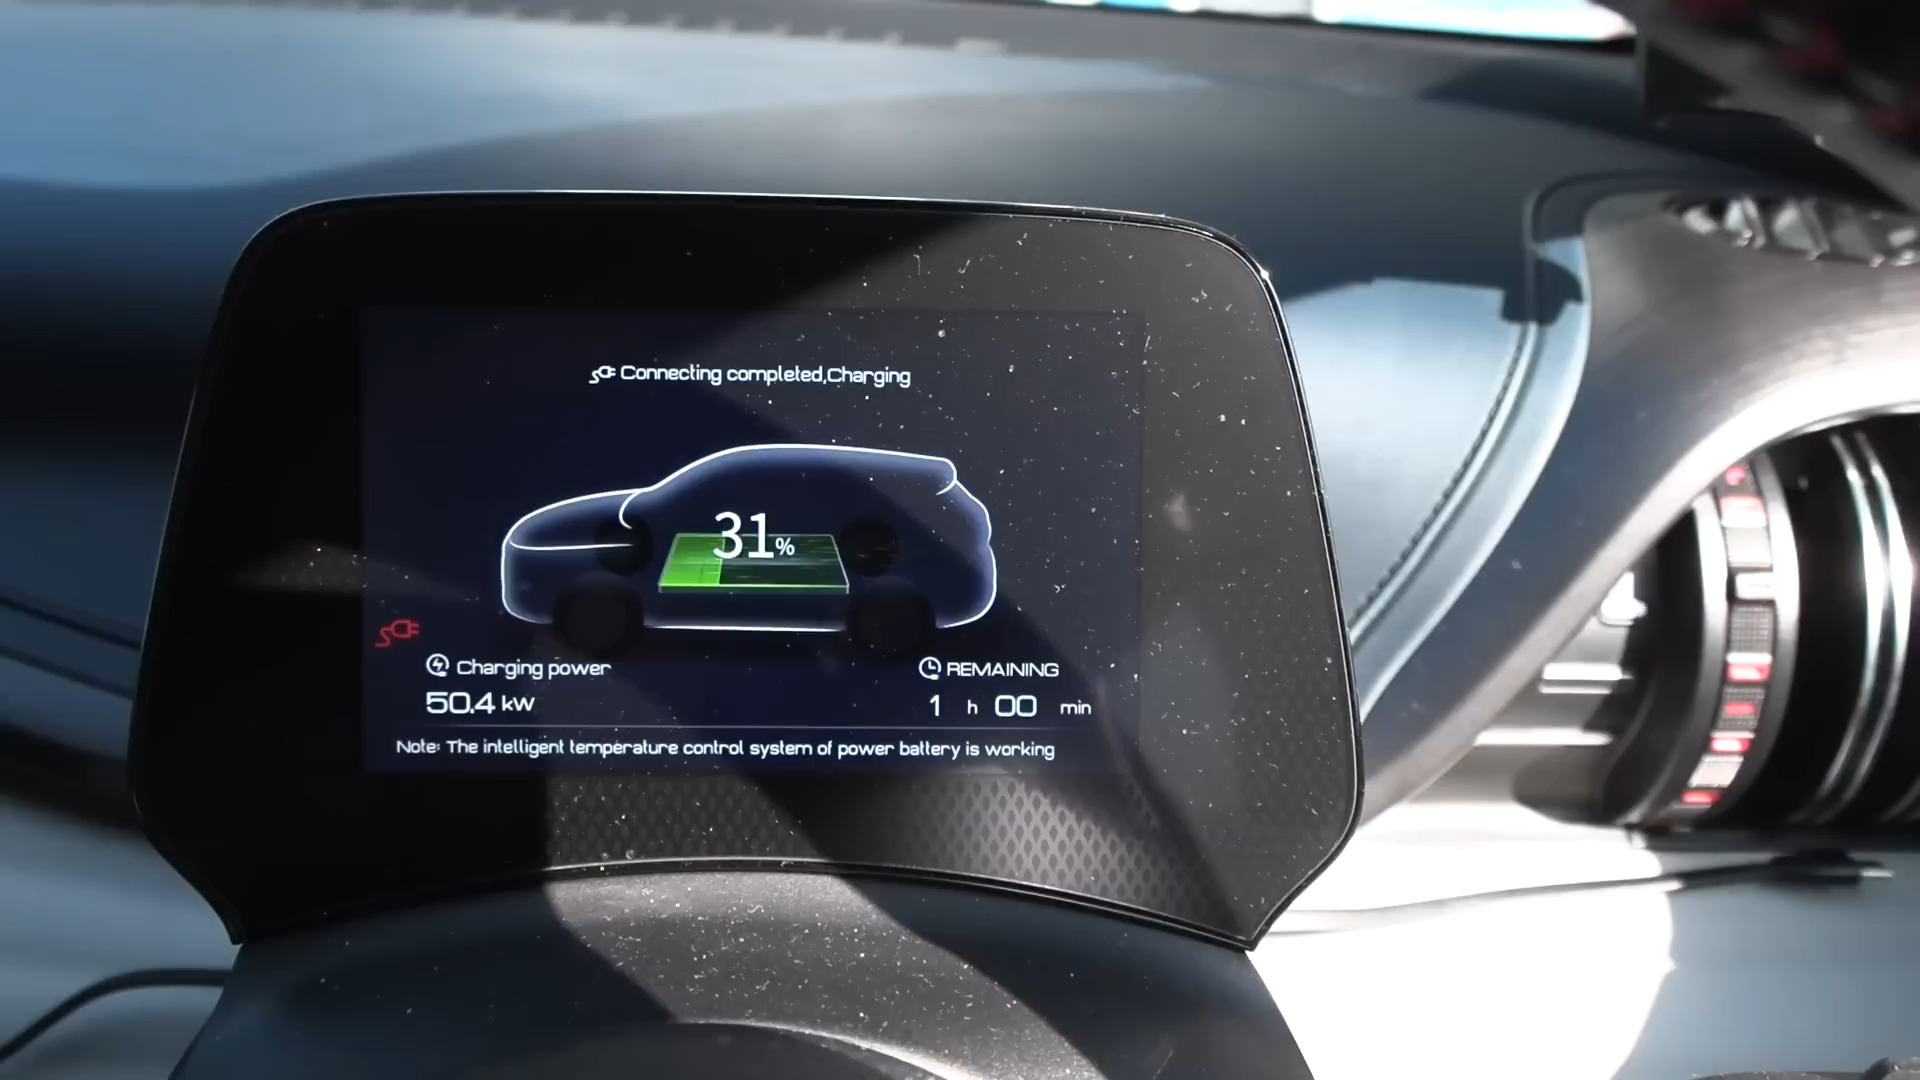 Connecting completed,Charging
31%
Charging power
50.4 kW
REMAINING
1 h 00 min
Note: The intelligent temperature control system of power battery is working